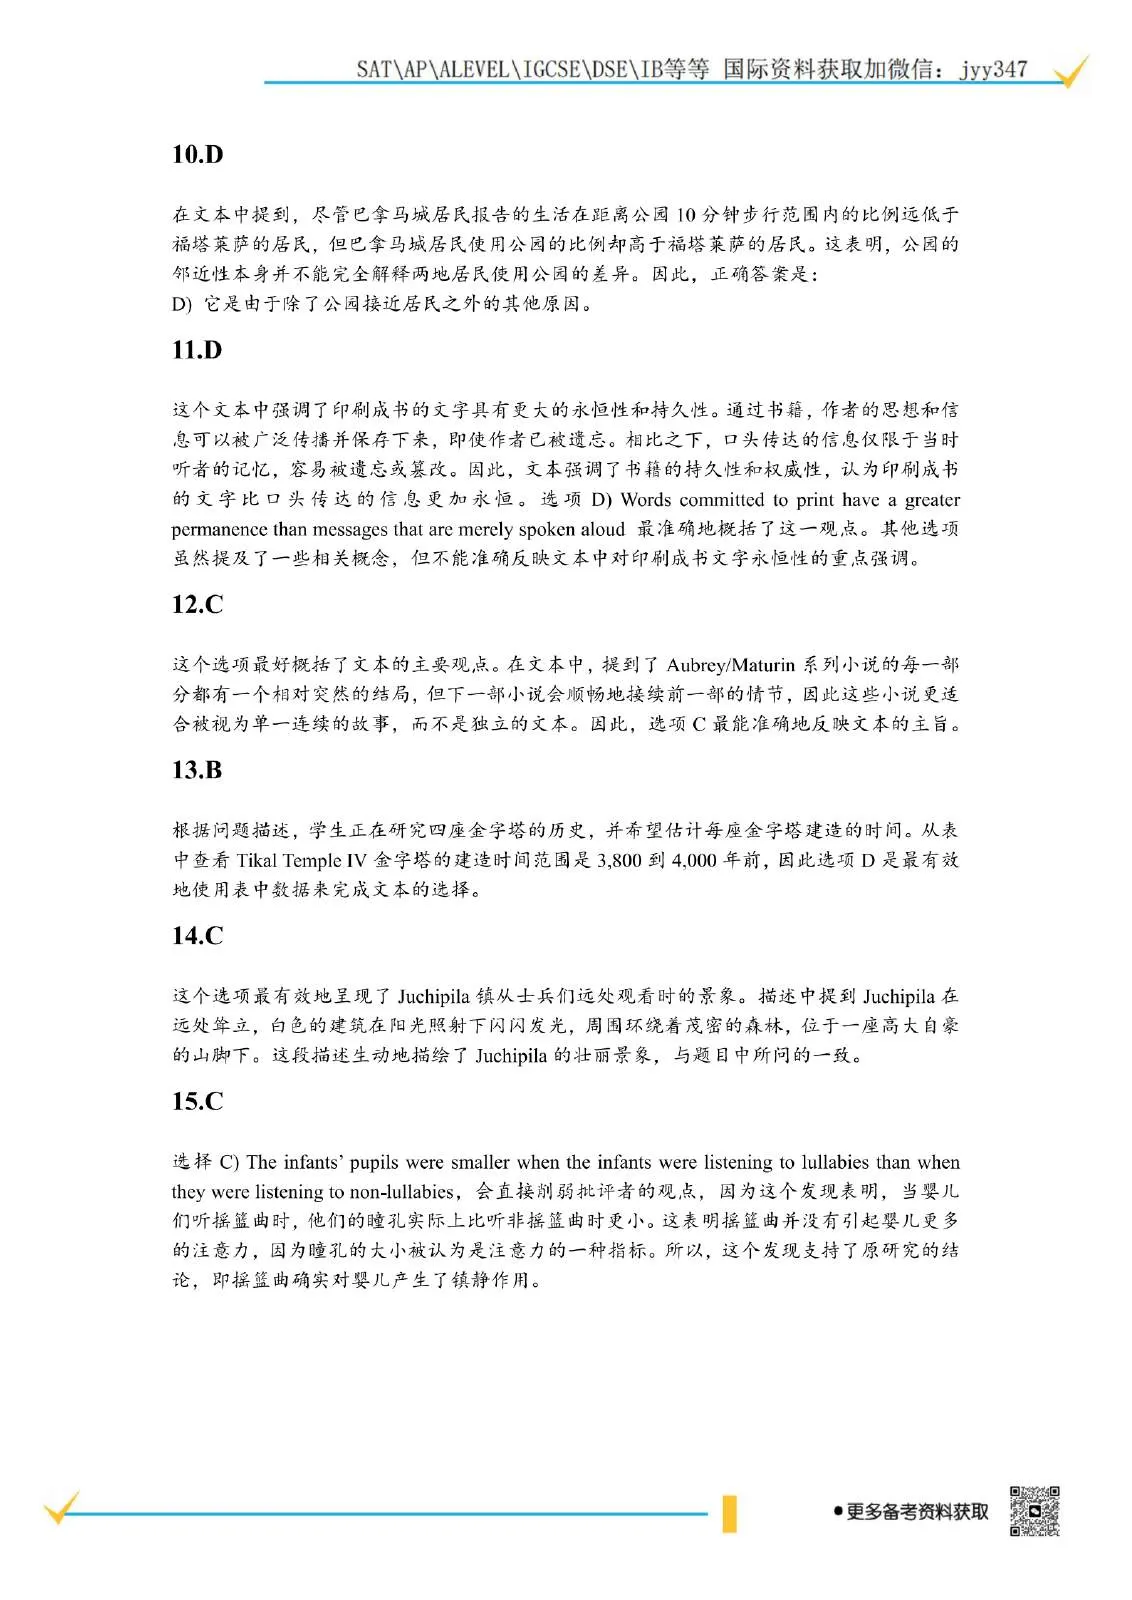 SAT\AP\ALEVEL\IGCSE\DSE\IB等等 国际资料获取加微信：jyy347
10.D
在文本中提到，尽管巴拿马城居民报告的生活在距离公园 10 分钟步行范围内的比例远低于
福塔莱萨的居民，但巴拿马城居民使用公园的比例却高于福塔莱萨的居民。这表明，公园的
邻近性本身并不能完全解释两地居民使用公园的差异。因此，正确答案是：
D) 它是由于除了公园接近居民之外的其他原因。
11.D
这个文本中强调了印刷成书的文字具有更大的永恒性和持久性。通过书籍，作者的思想和信
息可以被广泛传播并保存下来，即使作者已被遗忘。相比之下，口头传达的信息仅限于当时
听者的记忆，容易被遗忘或篡改。因此，文本强调了书籍的持久性和权威性，认为印刷成书
的文字比口头传达的信息更加永恒。选项 D) Words committed to print have a greater
permanence than messages that are merely spoken aloud 最准确地概括了这一观点。其他选项
虽然提及了一些相关概念，但不能准确反映文本中对印刷成书文字永恒性的重点强调。
12.C
这个选项最好概括了文本的主要观点。在文本中，提到了 Aubrey/Maturin 系列小说的每一部
分都有一个相对突然的结局，但下一部小说会顺畅地接续前一部的情节，因此这些小说更适
合被视为单一连续的故事，而不是独立的文本。因此，选项 C 最能准确地反映文本的主旨。
13.B
根据问题描述，学生正在研究四座金字塔的历史，并希望估计每座金字塔建造的时间。从表
中查看 Tikal Temple IV 金字塔的建造时间范围是 3,800 到 4,000 年前，因此选项 D 是最有效
地使用表中数据来完成文本的选择。
14.C
这个选项最有效地呈现了 Juchipila 镇从士兵们远处观看时的景象。描述中提到 Juchipila 在
远处耸立，白色的建筑在阳光照射下闪闪发光，周围环绕着茂密的森林，位于一座高大自豪
的山脚下。这段描述生动地描绘了 Juchipila 的壮丽景象，与题目中所问的一致。
15.C
选择 C) The infants’ pupils were smaller when the infants were listening to lullabies than when
they were listening to non-lullabies，会直接削弱批评者的观点，因为这个发现表明，当婴儿
们听摇篮曲时，他们的瞳孔实际上比听非摇篮曲时更小。这表明摇篮曲并没有引起婴儿更多
的注意力，因为瞳孔的大小被认为是注意力的一种指标。所以，这个发现支持了原研究的结
论，即摇篮曲确实对婴儿产生了镇静作用。
•更多备考资料获取